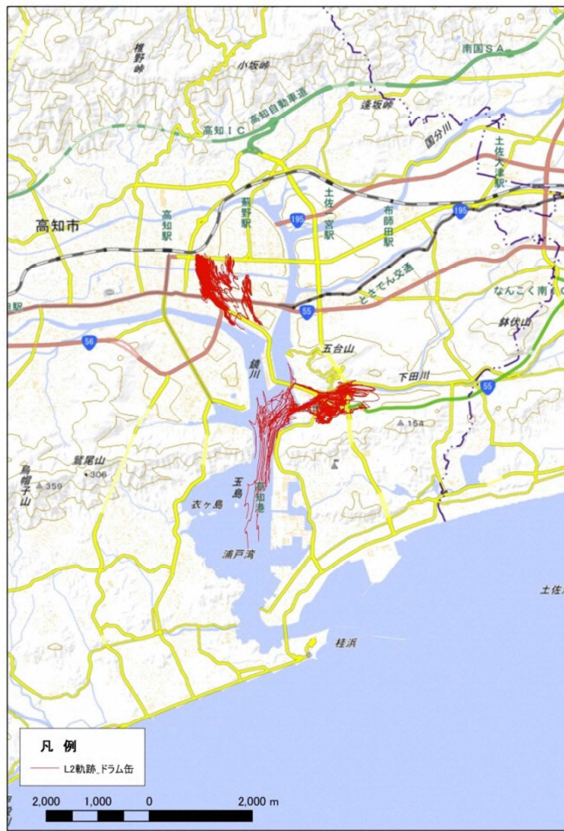 椎野峠
小坂峠
南国SA
高知自動車道
逢坂峠
高知IC
国分川
土佐大津駅
高知市
高知駅
薊野駅
土佐一宮駅
195
布師田駅
195
とさでん交通
なんこく南IC
55
鉢伏山
56
五台山
鏡川
下田川
55
154
鷲尾山
306
烏帽子山
359
玉島
衣ヶ島
高知港
浦戸湾
桂浜
凡 例
L2軌跡_ドラム缶
2,000 1,000 0 2,000 m